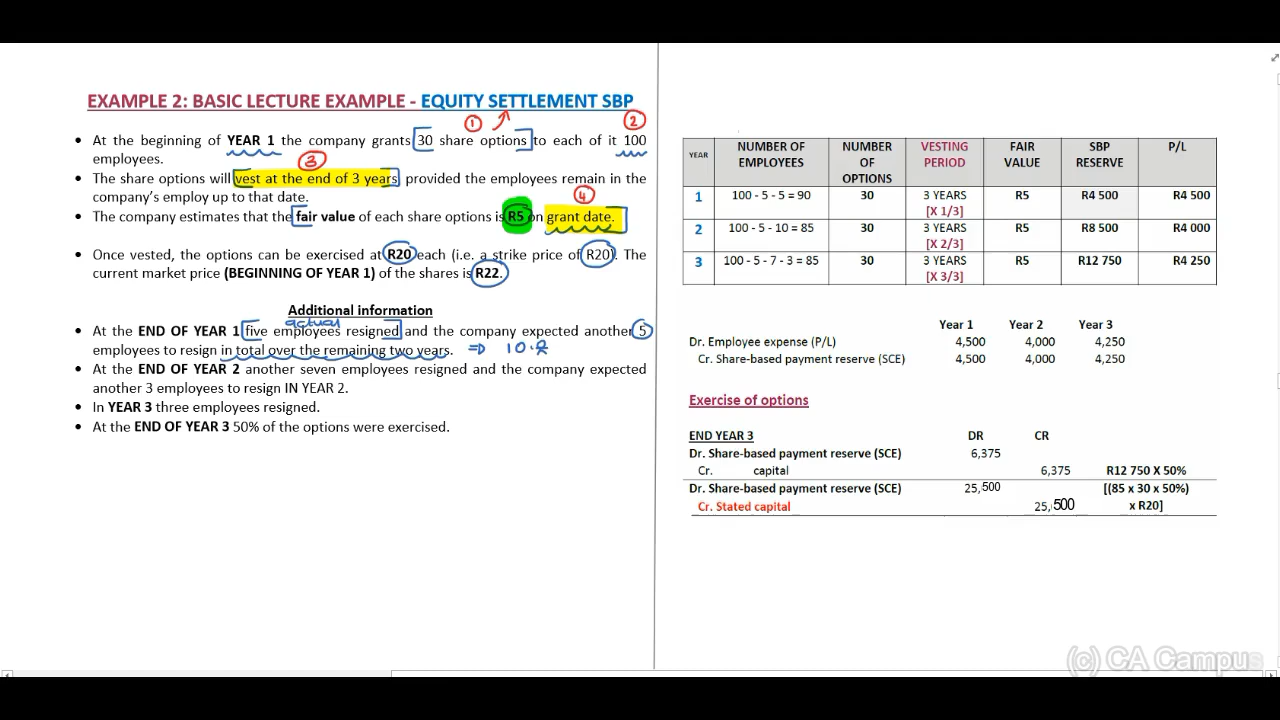 EXAMPLE 2: BASIC LECTURE EXAMPLE - EQUITY SETTLEMENT SBP
① ②
• At the beginning of YEAR 1 the company grants 30 share options to each of it 100
employees.
③
• The share options will vest at the end of 3 years provided the employees remain in the
company's employ up to that date.
④
• The company estimates that the fair value of each share options is R5 on grant date.
• Once vested, the options can be exercised at R20 each (i.e. a strike price of R20). The
current market price (BEGINNING OF YEAR 1) of the shares is R22.
Additional information
actual
• At the END OF YEAR 1 five employees resigned and the company expected another 5
employees to resign in total over the remaining two years. ⇒ 10.R
• At the END OF YEAR 2 another seven employees resigned and the company expected
another 3 employees to resign IN YEAR 2.
• In YEAR 3 three employees resigned.
• At the END OF YEAR 3 50% of the options were exercised.
YEAR NUMBER OF EMPLOYEES NUMBER OF OPTIONS VESTING PERIOD FAIR VALUE SBP RESERVE P/L
1 100 - 5 - 5 = 90 30 3 YEARS [X 1/3] R5 R4 500 R4 500
2 100 - 5 - 10 = 85 30 3 YEARS [X 2/3] R5 R8 500 R4 000
3 100 - 5 - 7 - 3 = 85 30 3 YEARS [X 3/3] R5 R12 750 R4 250
Year 1 Year 2 Year 3
Dr. Employee expense (P/L) 4,500 4,000 4,250
Cr. Share-based payment reserve (SCE) 4,500 4,000 4,250
Exercise of options
END YEAR 3 DR CR
Dr. Share-based payment reserve (SCE) 6,375
Cr. capital 6,375 R12 750 X 50%
Dr. Share-based payment reserve (SCE) 25,500 [(85 x 30 x 50%)
Cr. Stated capital 25,500 x R20]
(c) CA Campus